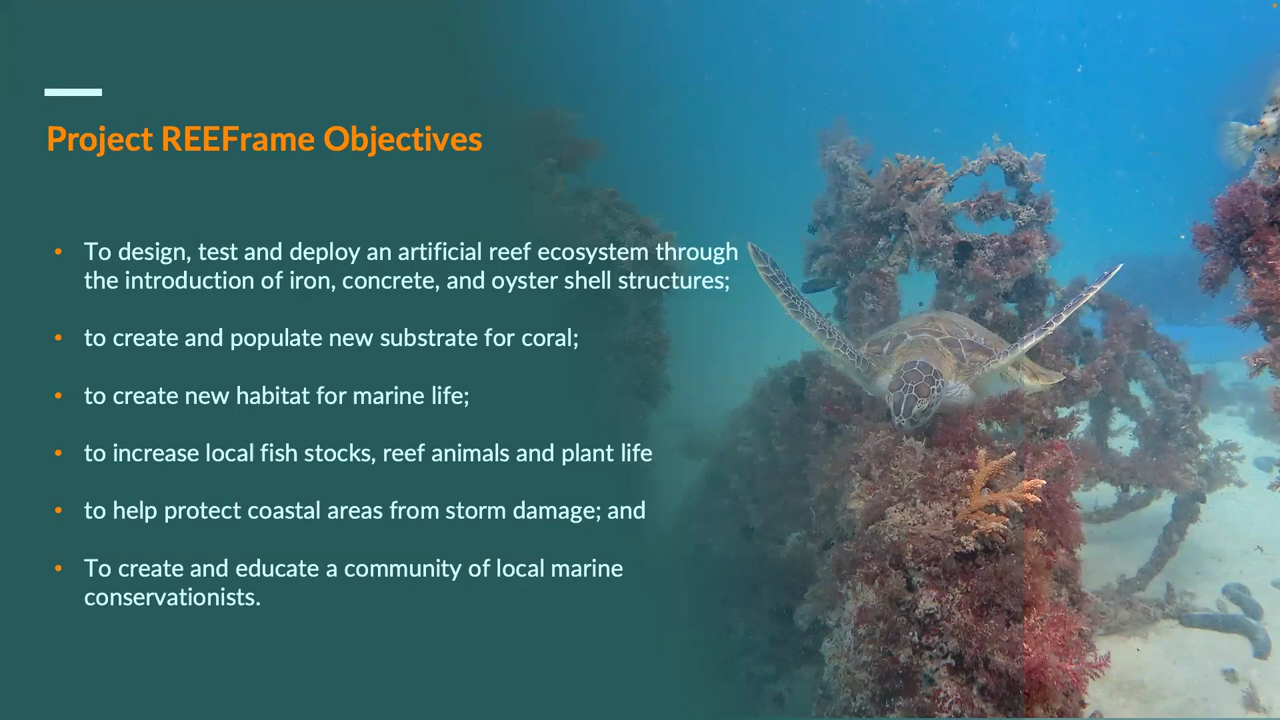 Project REEFrame Objectives
• To design, test and deploy an artificial reef ecosystem through
the introduction of iron, concrete, and oyster shell structures;
• to create and populate new substrate for coral;
• to create new habitat for marine life;
• to increase local fish stocks, reef animals and plant life
• to help protect coastal areas from storm damage; and
• To create and educate a community of local marine
conservationists.